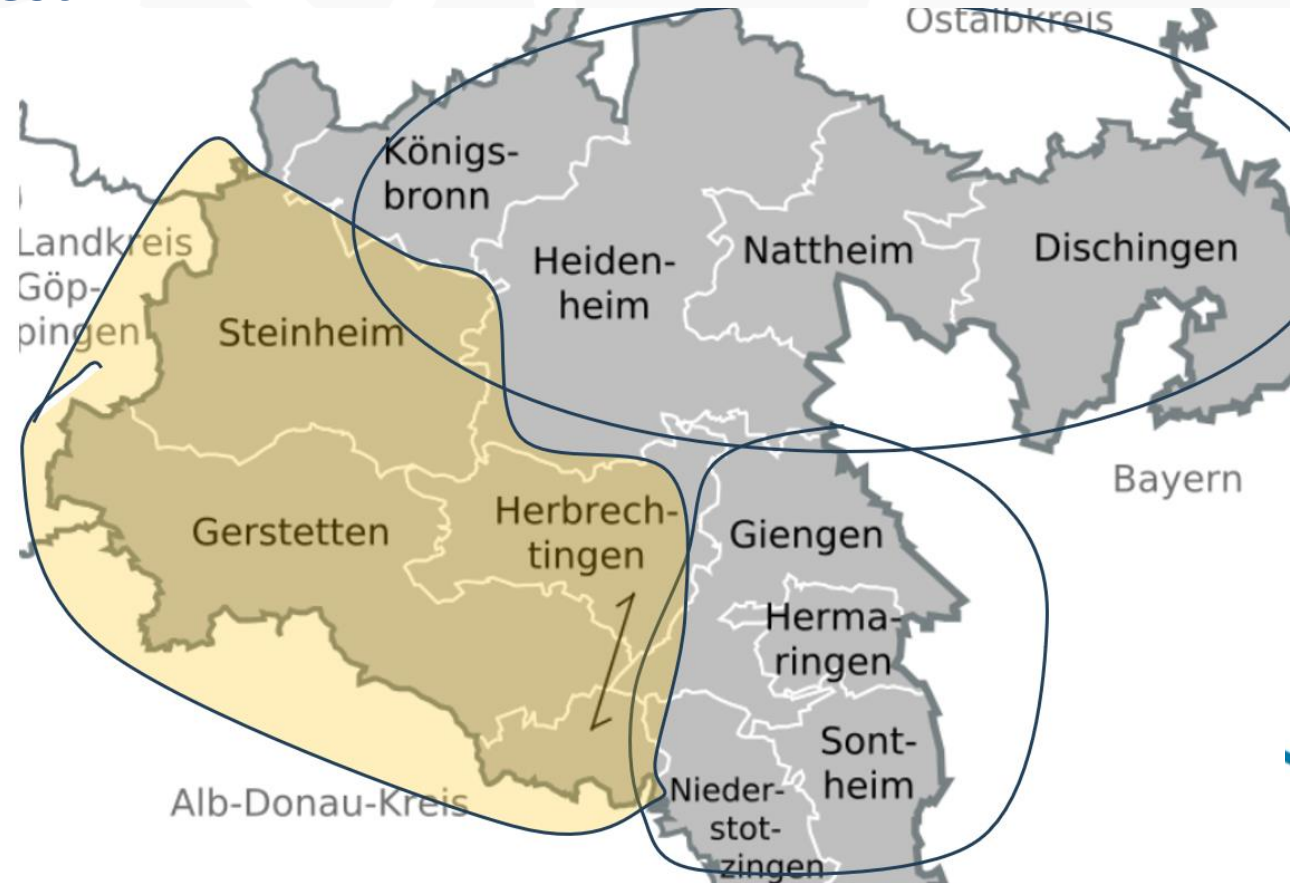 Ostalbkreis
Königs-
bronn
Landkreis
Göp-
pingen
Heiden-
heim
Nattheim
Dischingen
Steinheim
Bayern
Gerstetten
Herbrech-
tingen
Giengen
Herma-
ringen
Sont-
heim
Alb-Donau-Kreis
Nieder-
stot-
zingen